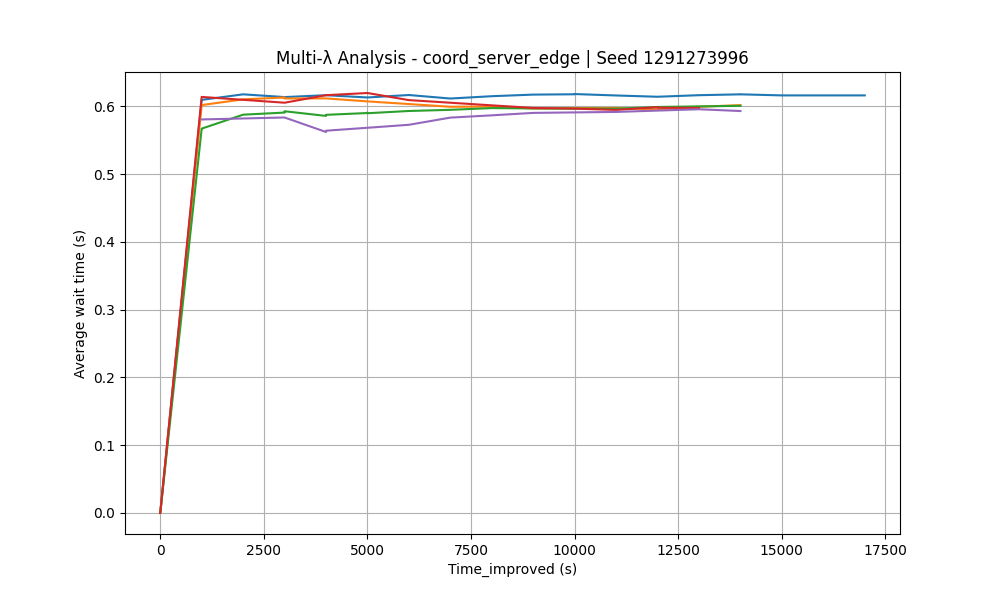 Multi-λ Analysis - coord_server_edge | Seed 1291273996
Average wait time (s)
0.6
0.5
0.4
0.3
0.2
0.1
0.0
0 2500 5000 7500 10000 12500 15000 17500
Time_improved (s)